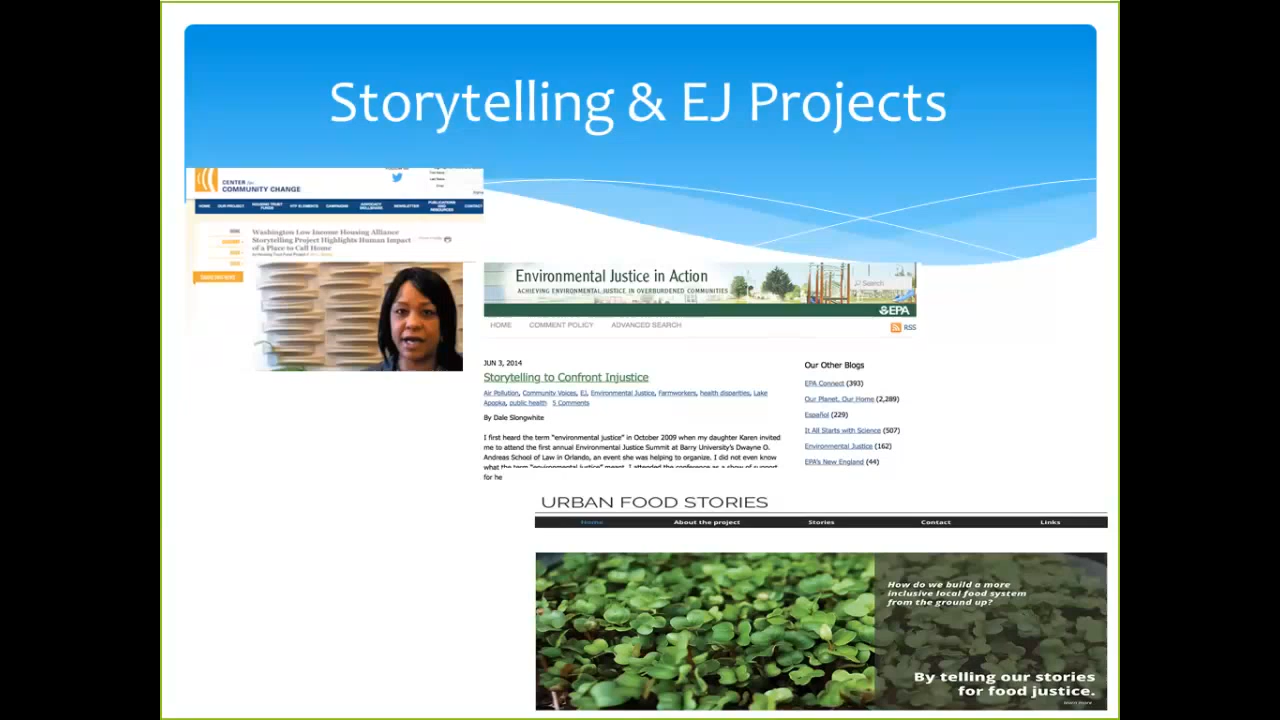 Storytelling & EJ Projects
CENTER for
COMMUNITY CHANGE
HOME OUR PROJECT HOUSING TRUST FUNDS HTF ELEMENTS CAMPAIGNS ADVOCACY NEWSLETTER PUBLICATIONS AND RESOURCES CONTACT
Washington Low Income Housing Alliance
Storytelling Project Highlights Human Impact
of a Place to Call Home
Environmental Justice in Action
ACHIEVING ENVIRONMENTAL JUSTICE IN OVERBURDENED COMMUNITIES
Search
EPA
HOME COMMENT POLICY ADVANCED SEARCH
RSS
JUN 3, 2014
Storytelling to Confront Injustice
Air Pollution, Community Voices, EJ, Environmental Justice, Farmworkers, health disparities, Lake
Apopka, public health 5 Comments
By Dale Slongwhite
I first heard the term “environmental justice” in October 2009 when my daughter Karen invited
me to attend the first annual Environmental Justice Summit at Barry University's Dwayne O.
Andreas School of Law in Orlando, an event she was helping to organize. I did not even know
what the term “environmental justice” meant. I attended the conference as a show of support
for he
Our Other Blogs
EPA Connect (393)
Our Planet, Our Home (2,289)
Español (229)
It All Starts with Science (507)
Environmental Justice (162)
EPA's New England (44)
URBAN FOOD STORIES
Home About the project Stories Contact Links
How do we build a more
inclusive local food system
from the ground up?
By telling our stories
for food justice.
learn more